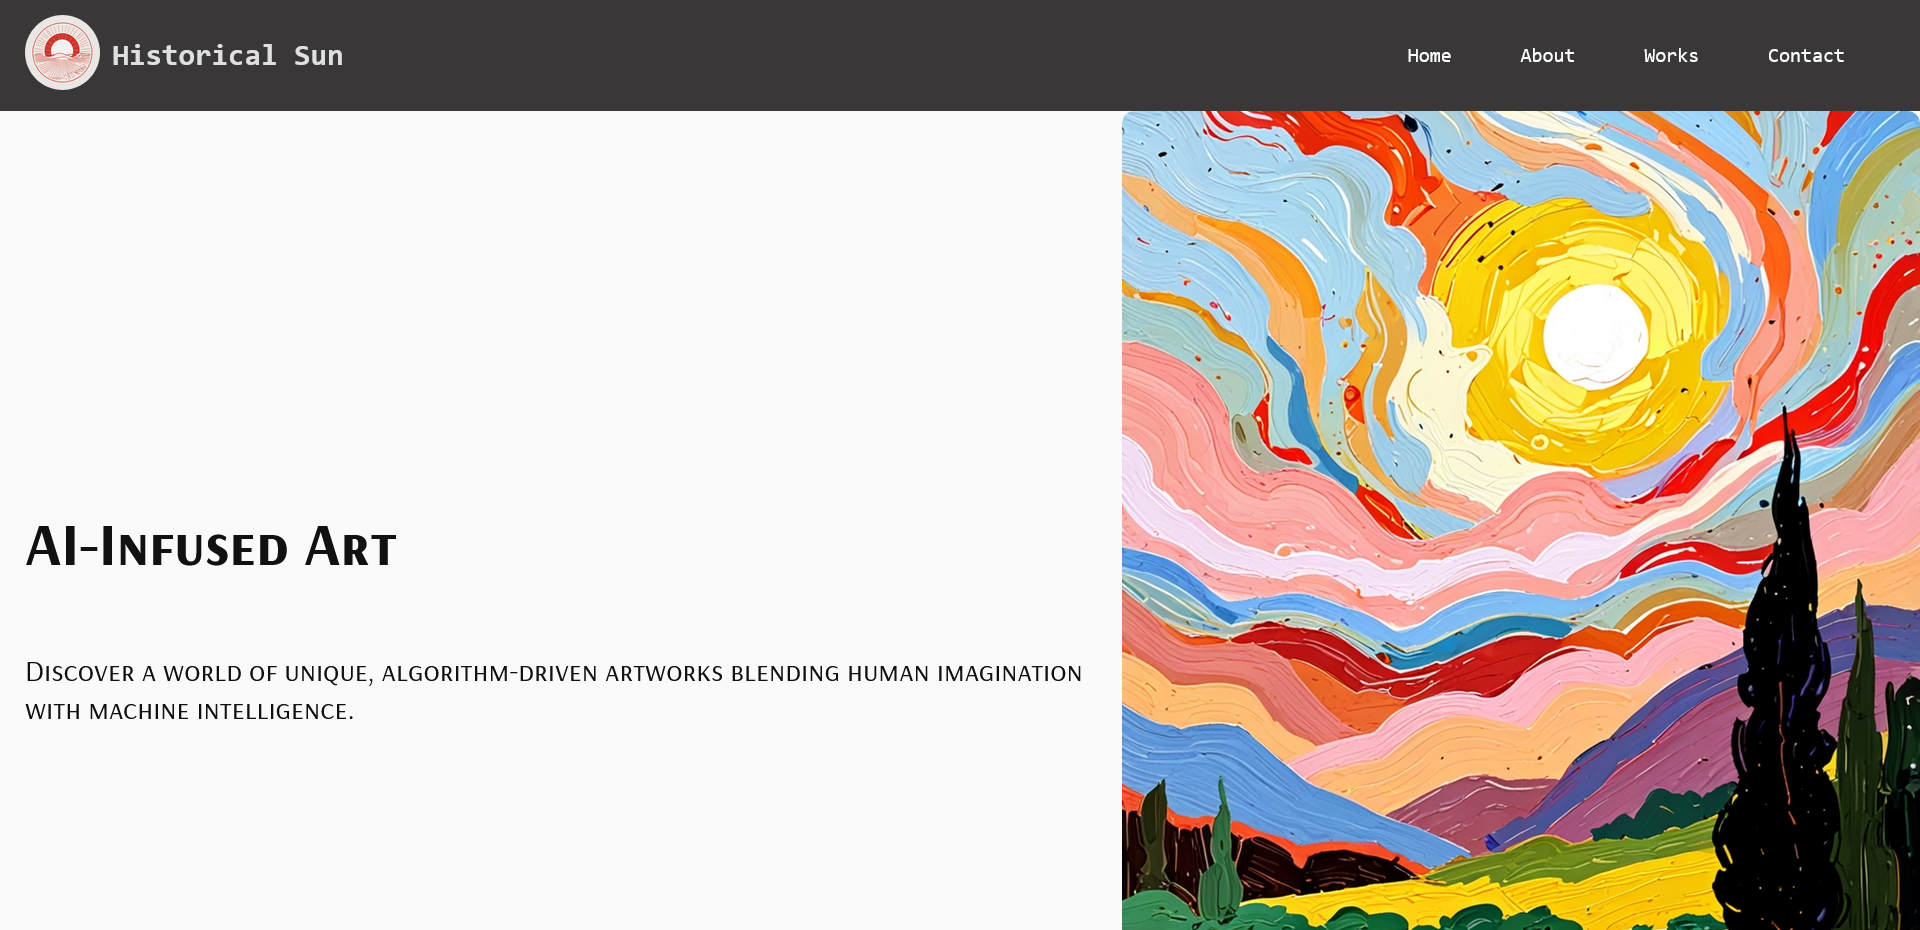 Historical Sun
Home
About
Works
Contact
AI-Infused Art
Discover a world of unique, algorithm-driven artworks blending human imagination
with machine intelligence.